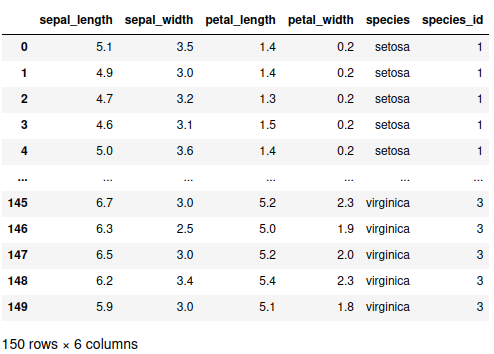 sepal_length sepal_width petal_length petal_width species species_id
0 5.1 3.5 1.4 0.2 setosa 1
1 4.9 3.0 1.4 0.2 setosa 1
2 4.7 3.2 1.3 0.2 setosa 1
3 4.6 3.1 1.5 0.2 setosa 1
4 5.0 3.6 1.4 0.2 setosa 1
... ... ... ... ... ... ...
145 6.7 3.0 5.2 2.3 virginica 3
146 6.3 2.5 5.0 1.9 virginica 3
147 6.5 3.0 5.2 2.0 virginica 3
148 6.2 3.4 5.4 2.3 virginica 3
149 5.9 3.0 5.1 1.8 virginica 3
150 rows × 6 columns